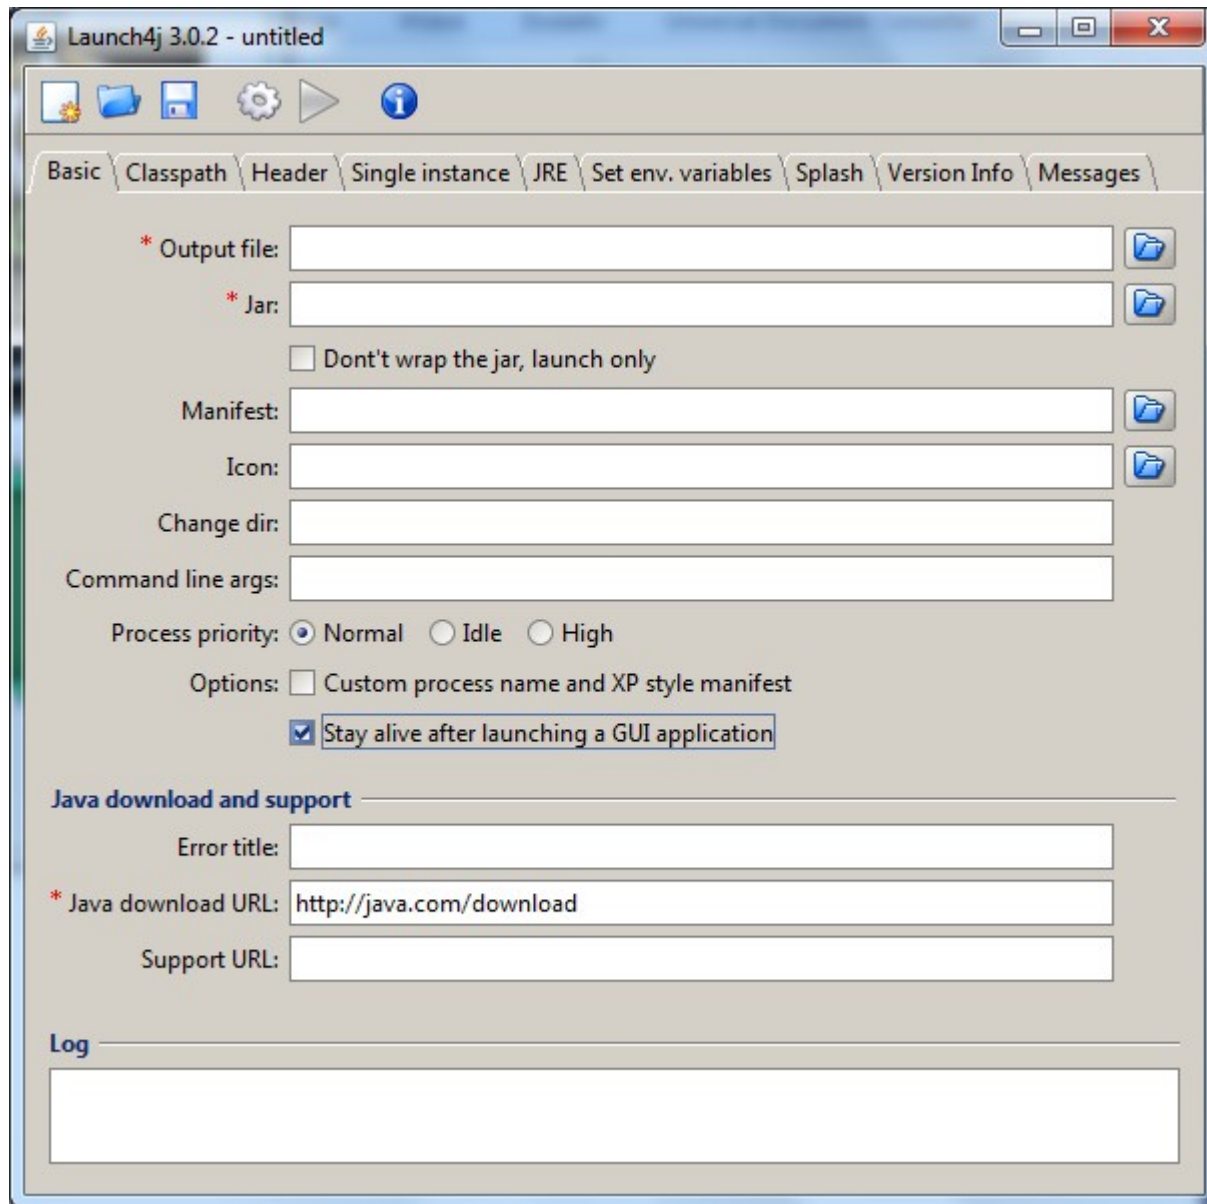 Launch4j 3.0.2 - untitled
Basic Classpath Header Single instance JRE Set env. variables Splash Version Info Messages
* Output file:
* Jar:
Dont't wrap the jar, launch only
Manifest:
Icon:
Change dir:
Command line args:
Process priority: Normal Idle High
Options: Custom process name and XP style manifest
Stay alive after launching a GUI application
Java download and support
Error title:
* Java download URL: http://java.com/download
Support URL:
Log